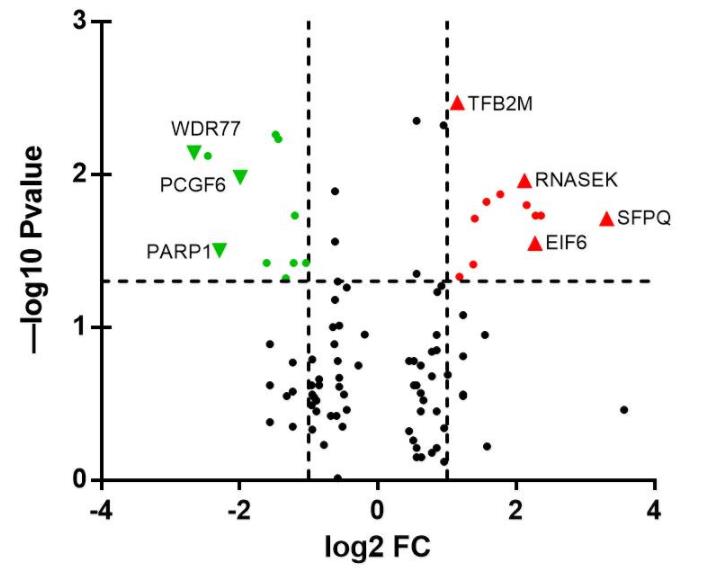 3
TFB2M
WDR77
2
RNASEK
PCGF6
SFPQ
PARP1
EIF6
—log10 Pvalue
1
0
-4
-2
0
2
4
log2 FC